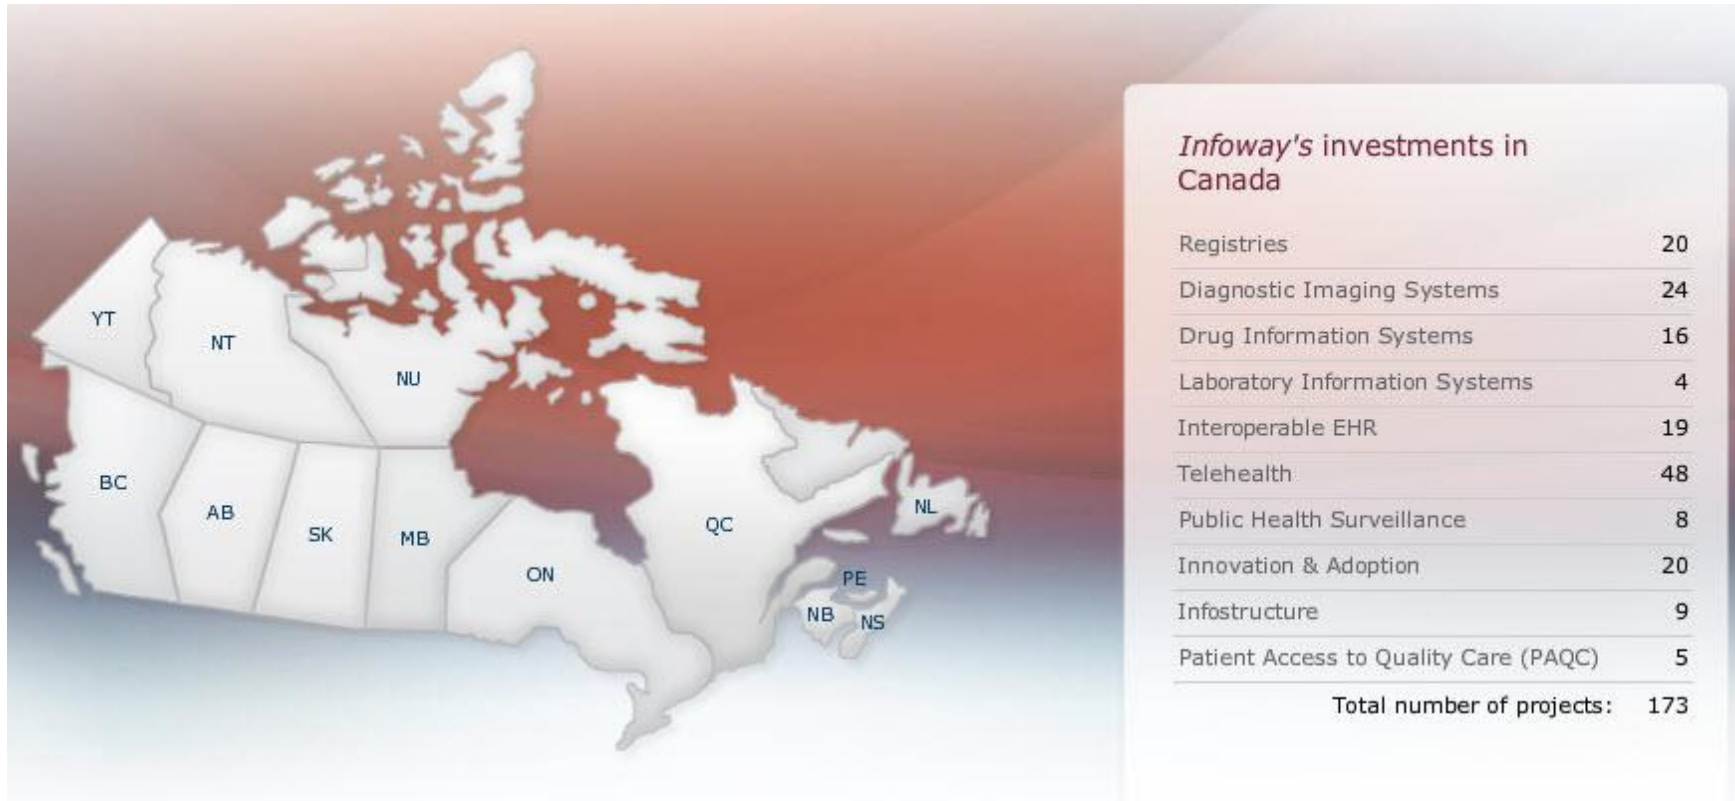 Infoway's investments in
Canada
Registries 20
Diagnostic Imaging Systems 24
Drug Information Systems 16
Laboratory Information Systems 4
Interoperable EHR 19
Telehealth 48
Public Health Surveillance 8
Innovation & Adoption 20
Infostructure 9
Patient Access to Quality Care (PAQC) 5
Total number of projects: 173
YT
NT
NU
BC
AB
SK
MB
ON
QC
NL
PE
NB
NS